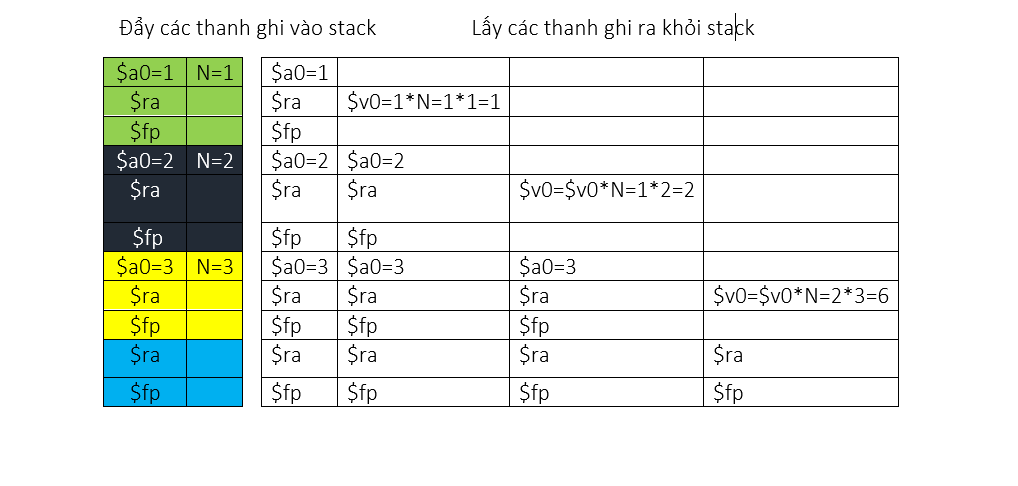 Đẩy các thanh ghi vào stack Lấy các thanh ghi ra khỏi stack
$a0=1 N=1 $a0=1
$ra $ra $v0=1*N=1*1=1
$fp $fp
$a0=2 N=2 $a0=2 $a0=2
$ra $ra $ra $v0=$v0*N=1*2=2
$fp $fp $fp
$a0=3 N=3 $a0=3 $a0=3 $a0=3
$ra $ra $ra $ra $v0=$v0*N=2*3=6
$fp $fp $fp $fp
$ra $ra $ra $ra $ra
$fp $fp $fp $fp $fp